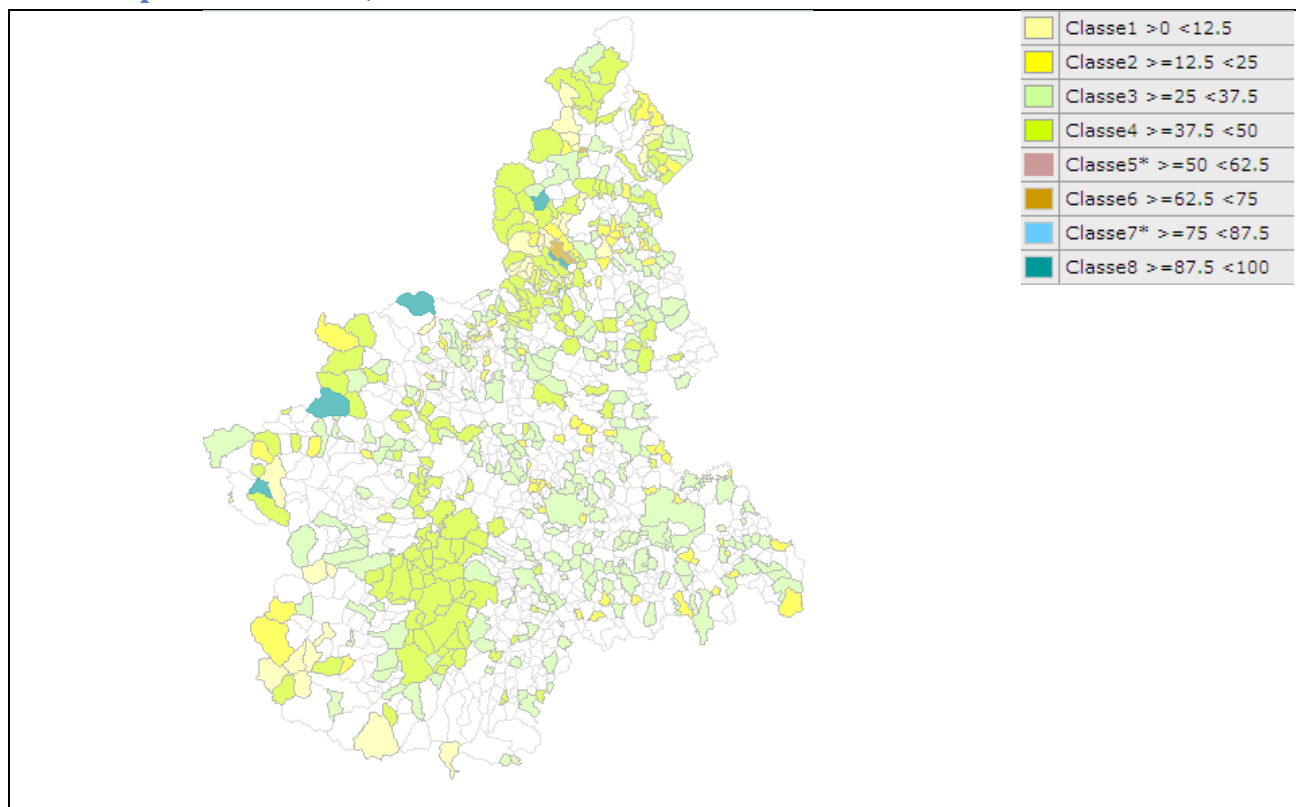 Classe1 >0 <12.5
Classe2 >=12.5 <25
Classe3 >=25 <37.5
Classe4 >=37.5 <50
Classe5* >=50 <62.5
Classe6 >=62.5 <75
Classe7* >=75 <87.5
Classe8 >=87.5 <100